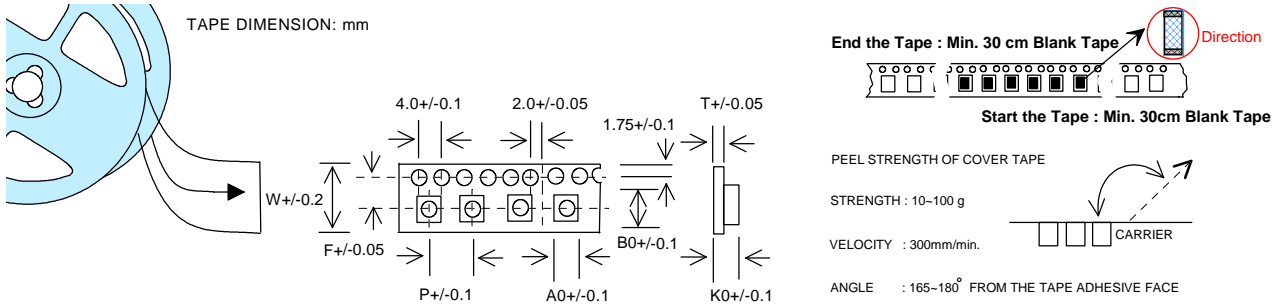 TAPE DIMENSION: mm
4.0+/-0.1
2.0+/-0.05
1.75+/-0.1
T+/-0.05
W+/-0.2
F+/-0.05
B0+/-0.1
P+/-0.1
A0+/-0.1
K0+/-0.1
End the Tape : Min. 30 cm Blank Tape
Direction
Start the Tape : Min. 30cm Blank Tape
PEEL STRENGTH OF COVER TAPE
STRENGTH : 10~100 g
VELOCITY : 300mm/min.
CARRIER
ANGLE : 165~180° FROM THE TAPE ADHESIVE FACE